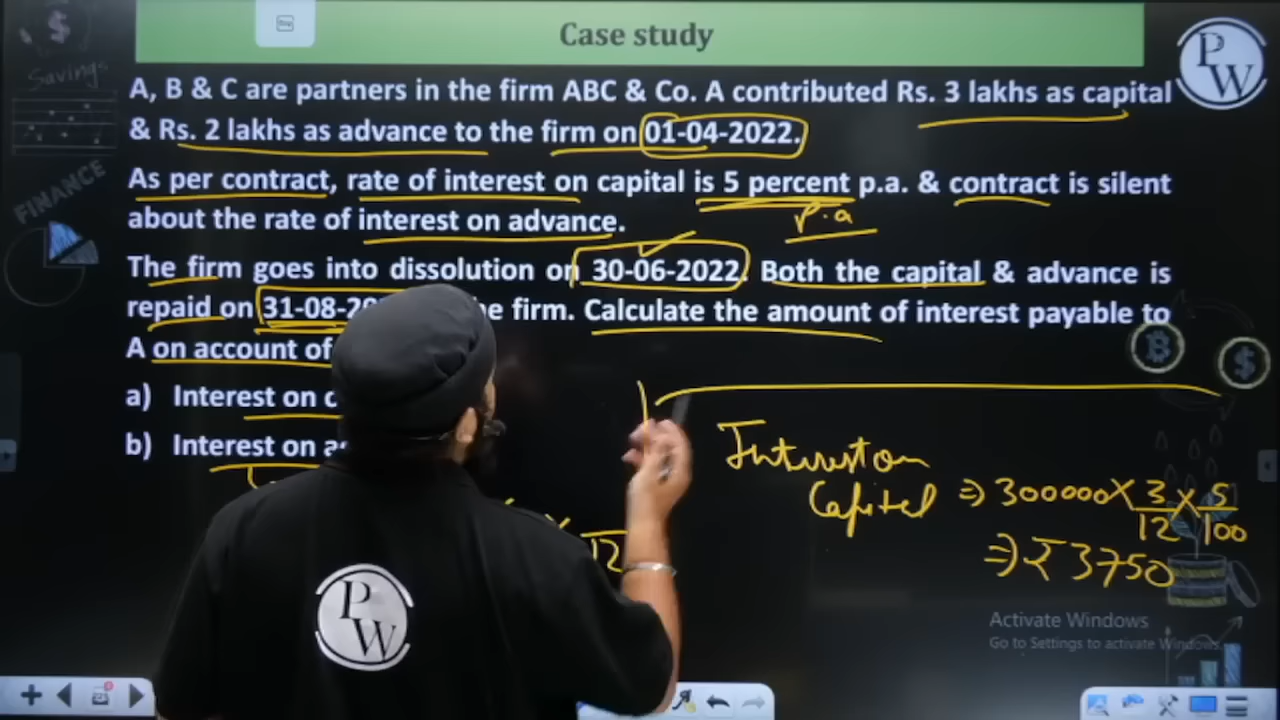 Case study
Savings
FINANCE
P
W
A, B & C are partners in the firm ABC & Co. A contributed Rs. 3 lakhs as capital
& Rs. 2 lakhs as advance to the firm on 01-04-2022.
As per contract, rate of interest on capital is 5 percent p.a. & contract is silent
about the rate of interest on advance.
p.a
The firm goes into dissolution on 30-06-2022. Both the capital & advance is
repaid on 31-08-2 firm. Calculate the amount of interest payable to
A on account of
a) Interest on
b) Interest on
Interest on
Capital ⇒ 300000 × 3/12 × 5/100
⇒ ₹ 3750
12
P
W
Activate Windows
Go to Settings to activate Windows.